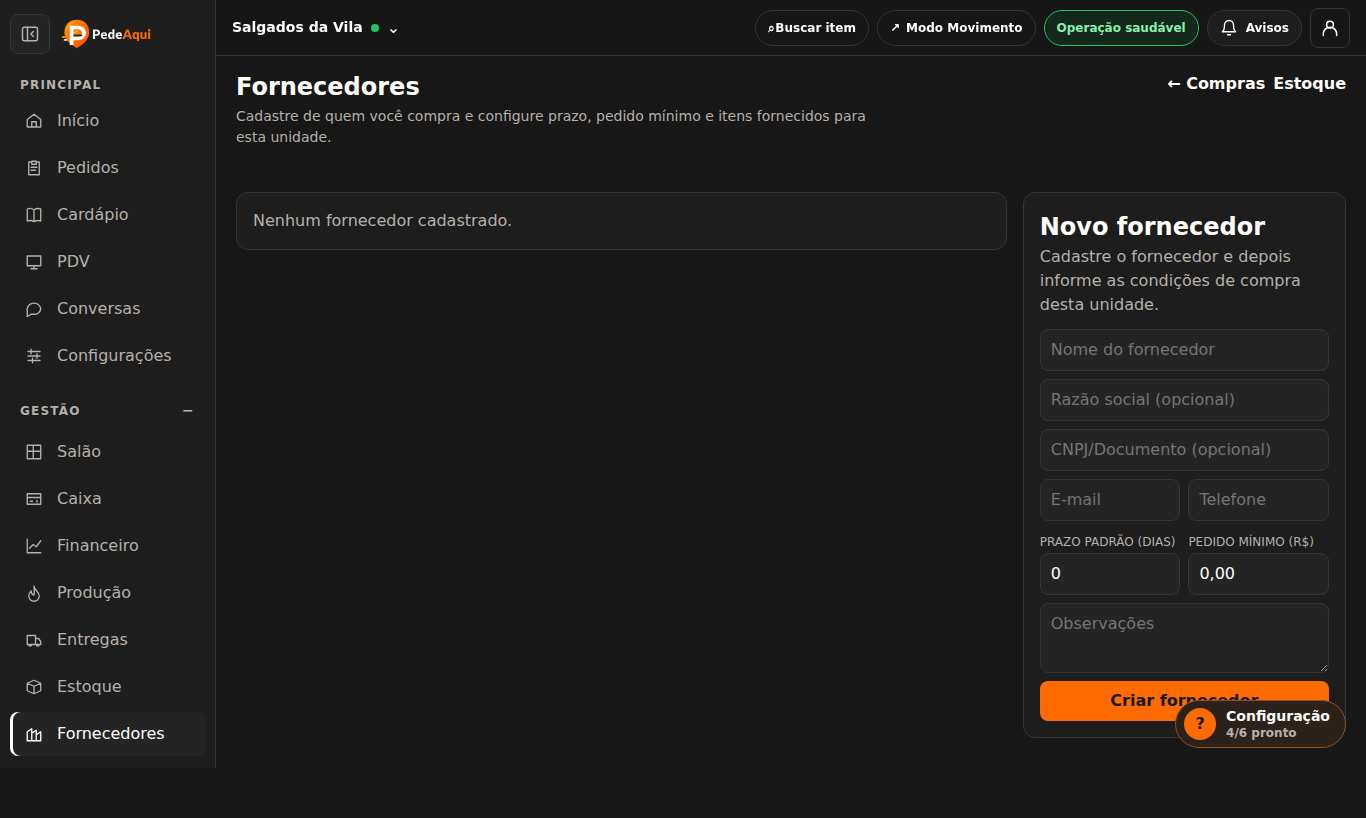 PedeAqui
PRINCIPAL
Início
Pedidos
Cardápio
PDV
Conversas
Configurações
GESTÃO
Salão
Caixa
Financeiro
Produção
Entregas
Estoque
Fornecedores
Salgados da Vila
Buscar item
↗ Modo Movimento
Operação saudável
Avisos
Fornecedores
Cadastre de quem você compra e configure prazo, pedido mínimo e itens fornecidos para
esta unidade.
← Compras Estoque
Nenhum fornecedor cadastrado.
Novo fornecedor
Cadastre o fornecedor e depois
informe as condições de compra
desta unidade.
Nome do fornecedor
Razão social (opcional)
CNPJ/Documento (opcional)
E-mail Telefone
PRAZO PADRÃO (DIAS) PEDIDO MÍNIMO (R$)
0 0,00
Observações
Criar fornecedor
? Configuração
4/6 pronto